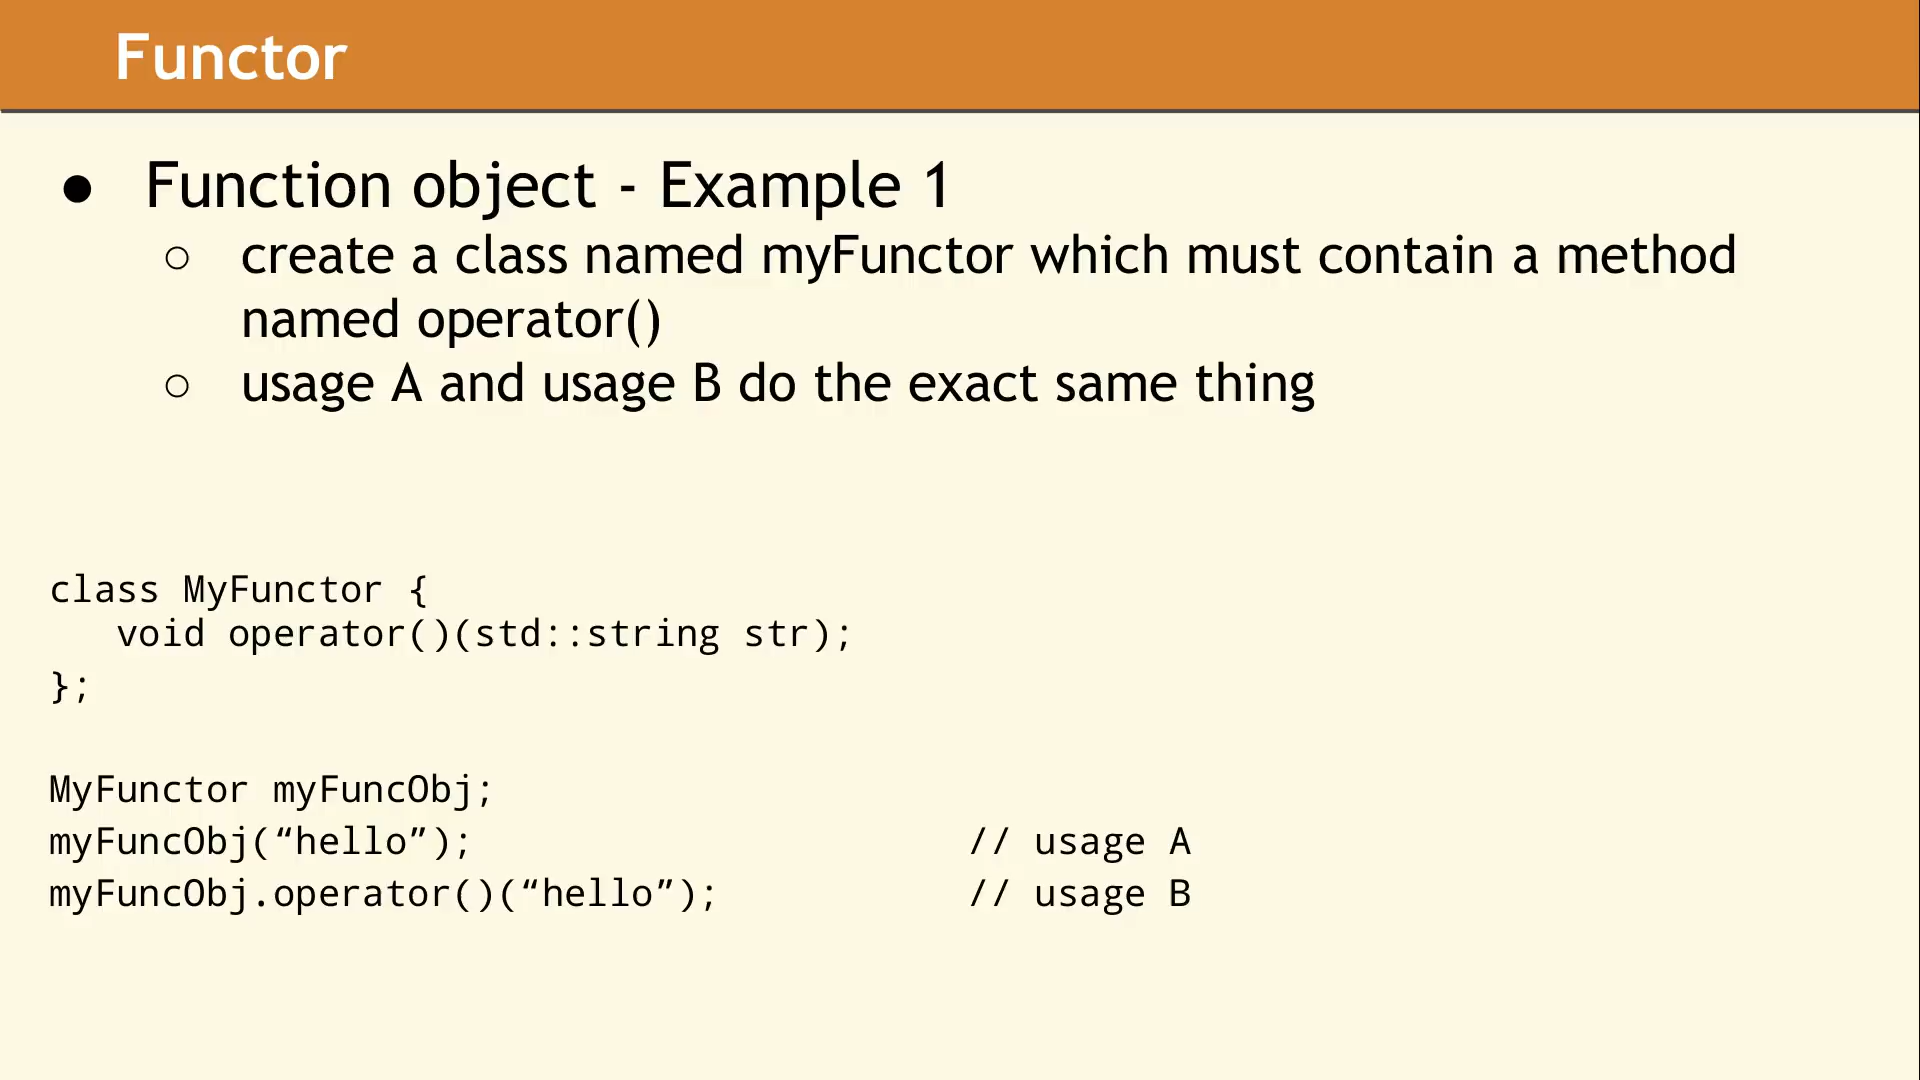 Functor
● Function object - Example 1
○ create a class named myFunctor which must contain a method
named operator()
○ usage A and usage B do the exact same thing
class MyFunctor {
void operator()(std::string str);
};
MyFunctor myFuncObj;
myFuncObj(“hello”); // usage A
myFuncObj.operator()(“hello”); // usage B